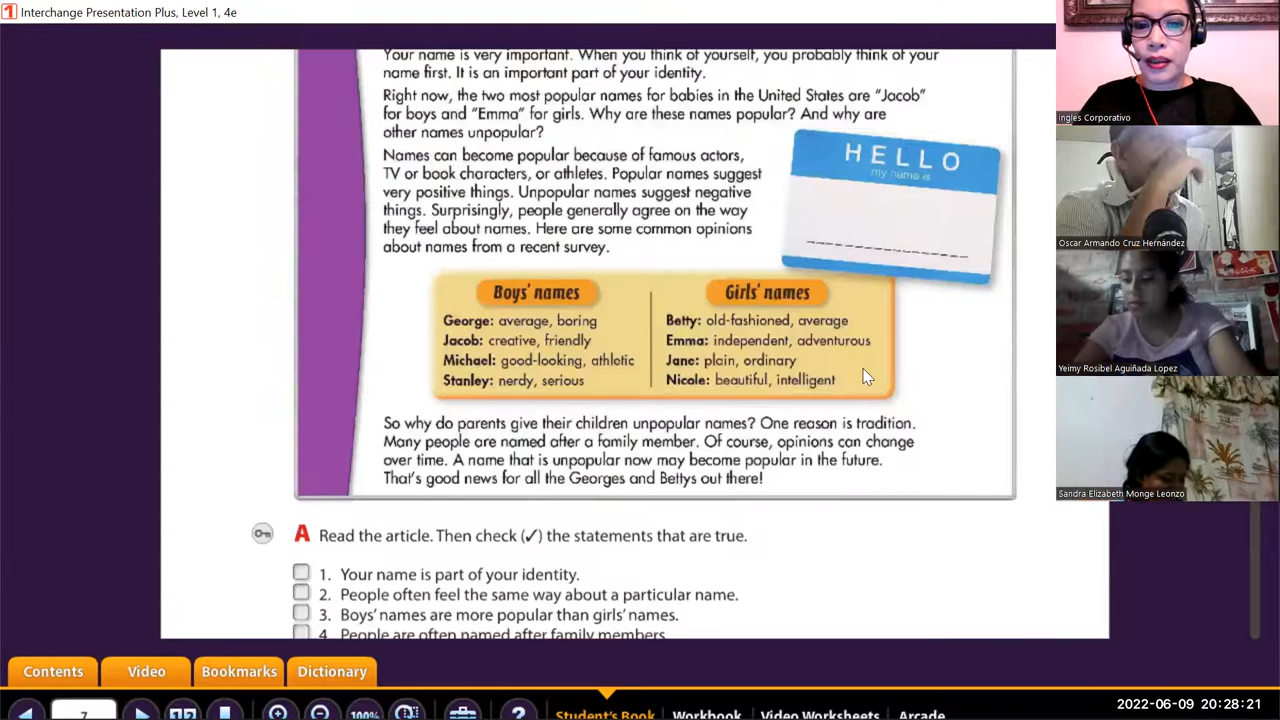 Interchange Presentation Plus, Level 1, 4e
Your name is very important. When you think of yourself, you probably think of your
name first. It is an important part of your identity.
Right now, the two most popular names for babies in the United States are "Jacob"
for boys and "Emma" for girls. Why are these names popular? And why are
other names unpopular?
Names can become popular because of famous actors,
TV or book characters, or athletes. Popular names suggest
very positive things. Unpopular names suggest negative
things. Surprisingly, people generally agree on the way
they feel about names. Here are some common opinions
about names from a recent survey.
HELLO
my name is
Boys' names
George: average, boring
Jacob: creative, friendly
Michael: good-looking, athletic
Stanley: nerdy, serious
Girls' names
Betty: old-fashioned, average
Emma: independent, adventurous
Jane: plain, ordinary
Nicole: beautiful, intelligent
So why do parents give their children unpopular names? One reason is tradition.
Many people are named after a family member. Of course, opinions can change
over time. A name that is unpopular now may become popular in the future.
That's good news for all the Georges and Bettys out there!
A Read the article. Then check (✓) the statements that are true.
1. Your name is part of your identity.
2. People often feel the same way about a particular name.
3. Boys' names are more popular than girls' names.
4. People are often named after family members.
Ingles Corporativo
Oscar Armando Cruz Hernández
Yeimy Rosibel Aguiñada Lopez
Sandra Elizabeth Monge Leonzo
Contents
Video
Bookmarks
Dictionary
7
100%
?
Student's Book
Workbook
Video Worksheets
Arcade
2022-06-09 20:28:21